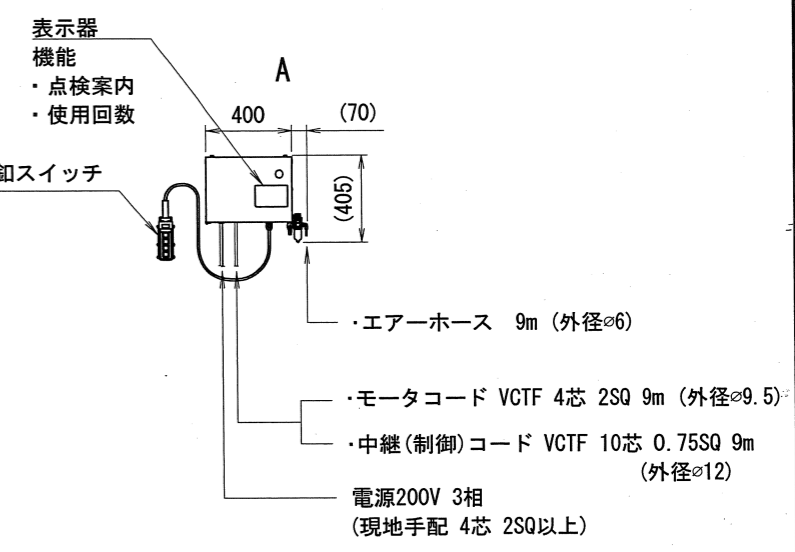 表示器
機能
・点検案内
・使用回数
A
400
(70)
(405)
釦スイッチ
・エアーホース 9m (外径⌀6)
・モータコード VCTF 4芯 2SQ 9m (外径⌀9.5)
・中継(制御)コード VCTF 10芯 0.75SQ 9m
(外径⌀12)
電源200V 3相
(現地手配 4芯 2SQ以上)